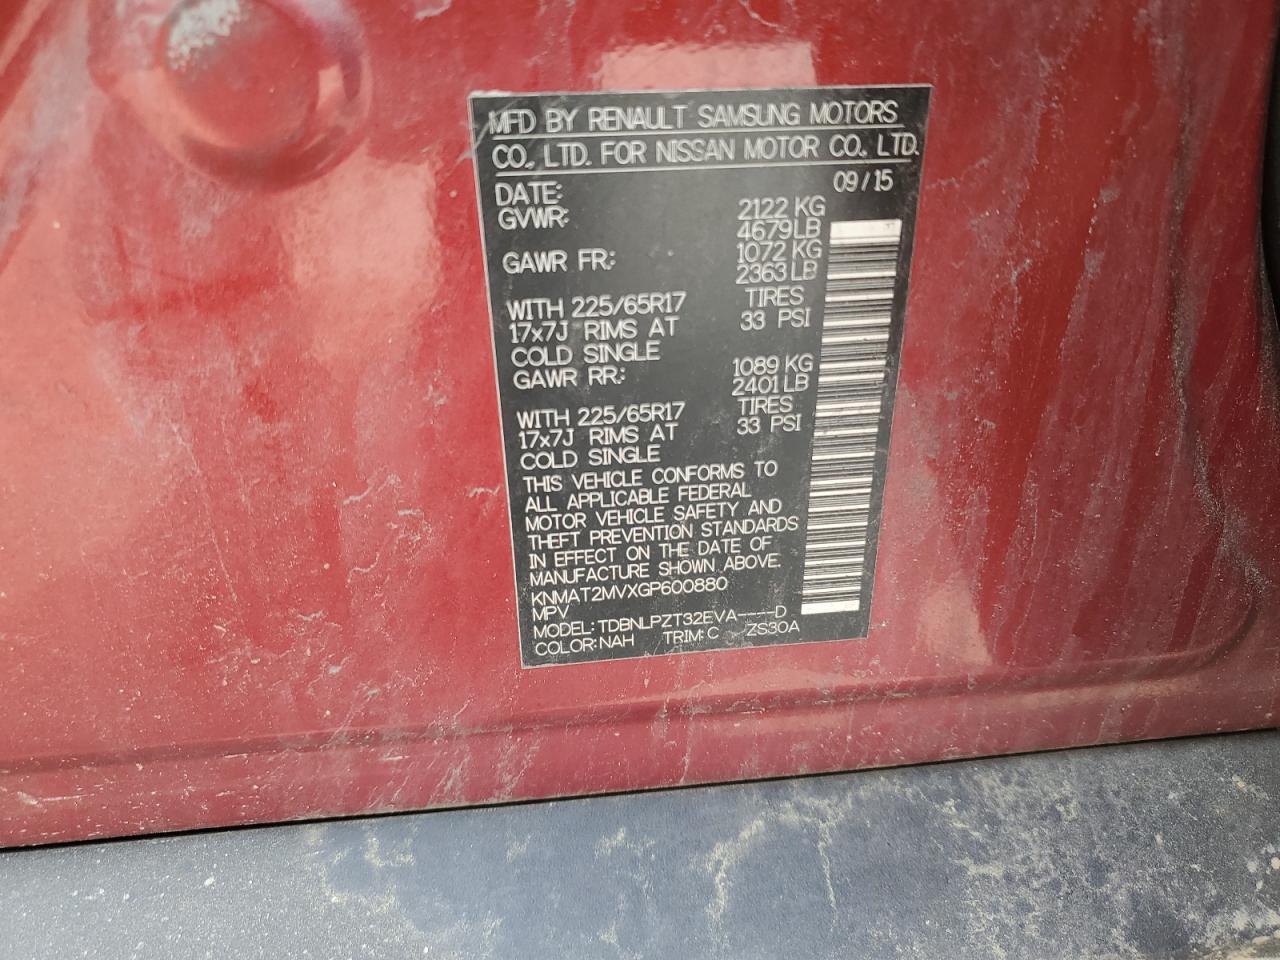 MFD BY RENAULT SAMSUNG MOTORS
CO., LTD. FOR NISSAN MOTOR CO., LTD.
DATE: 09/15
GVWR: 2122 KG
4679 LB
GAWR FR: 1072 KG
2363 LB
WITH 225/65R17 TIRES
17x7J RIMS AT 33 PSI
COLD SINGLE
GAWR RR: 1089 KG
2401 LB
WITH 225/65R17 TIRES
17x7J RIMS AT 33 PSI
COLD SINGLE
THIS VEHICLE CONFORMS TO
ALL APPLICABLE FEDERAL
MOTOR VEHICLE SAFETY AND
THEFT PREVENTION STANDARDS
IN EFFECT ON THE DATE OF
MANUFACTURE SHOWN ABOVE.
KNMAT2MVXGP600880
MPV
MODEL: TDBNLPZT32EVA----D
COLOR: NAH TRIM: C ZS30A